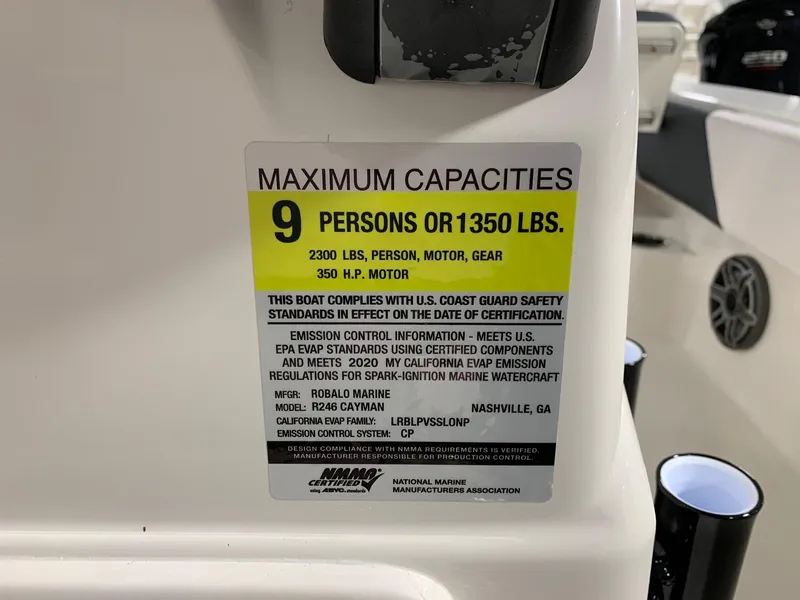 250
MAXIMUM CAPACITIES
9 PERSONS OR 1350 LBS.
2300 LBS, PERSON, MOTOR, GEAR
350 H.P. MOTOR
THIS BOAT COMPLIES WITH U.S. COAST GUARD SAFETY
STANDARDS IN EFFECT ON THE DATE OF CERTIFICATION.
EMISSION CONTROL INFORMATION - MEETS U.S.
EPA EVAP STANDARDS USING CERTIFIED COMPONENTS
AND MEETS 2020 MY CALIFORNIA EVAP EMISSION
REGULATIONS FOR SPARK-IGNITION MARINE WATERCRAFT
MFGR: ROBALO MARINE
MODEL: R246 CAYMAN NASHVILLE, GA
CALIFORNIA EVAP FAMILY: LRBLPVSSLONP
EMISSION CONTROL SYSTEM: CP
DESIGN COMPLIANCE WITH NMMA REQUIREMENTS IS VERIFIED.
MANUFACTURER RESPONSIBLE FOR PRODUCTION CONTROL.
NMMA
CERTIFIED
using ABYC standards
NATIONAL MARINE
MANUFACTURERS ASSOCIATION